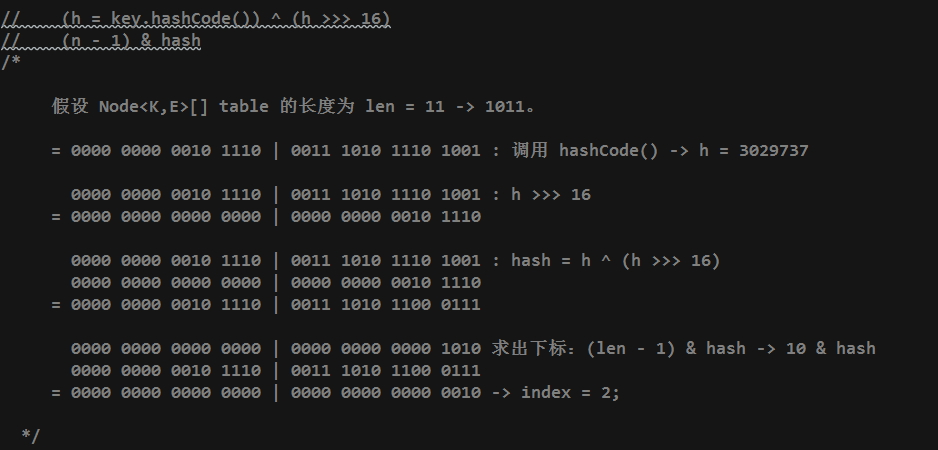 //    (h = key.hashCode()) ^ (h >>> 16)
//    (n - 1) & hash
/*
假设 Node<K,E>[] table 的长度为 len = 11 -> 1011。
= 0000 0000 0010 1110 | 0011 1010 1110 1001 : 调用 hashCode() -> h = 3029737
0000 0000 0010 1110 | 0011 1010 1110 1001 : h >>> 16
= 0000 0000 0000 0000 | 0000 0000 0010 1110
0000 0000 0010 1110 | 0011 1010 1110 1001 : hash = h ^ (h >>> 16)
0000 0000 0000 0000 | 0000 0000 0010 1110
= 0000 0000 0010 1110 | 0011 1010 1100 0111
0000 0000 0000 0000 | 0000 0000 0000 1010 求出下标：(len - 1) & hash -> 10 & hash
0000 0000 0010 1110 | 0011 1010 1100 0111
= 0000 0000 0000 0000 | 0000 0000 0000 0010 -> index = 2;
*/